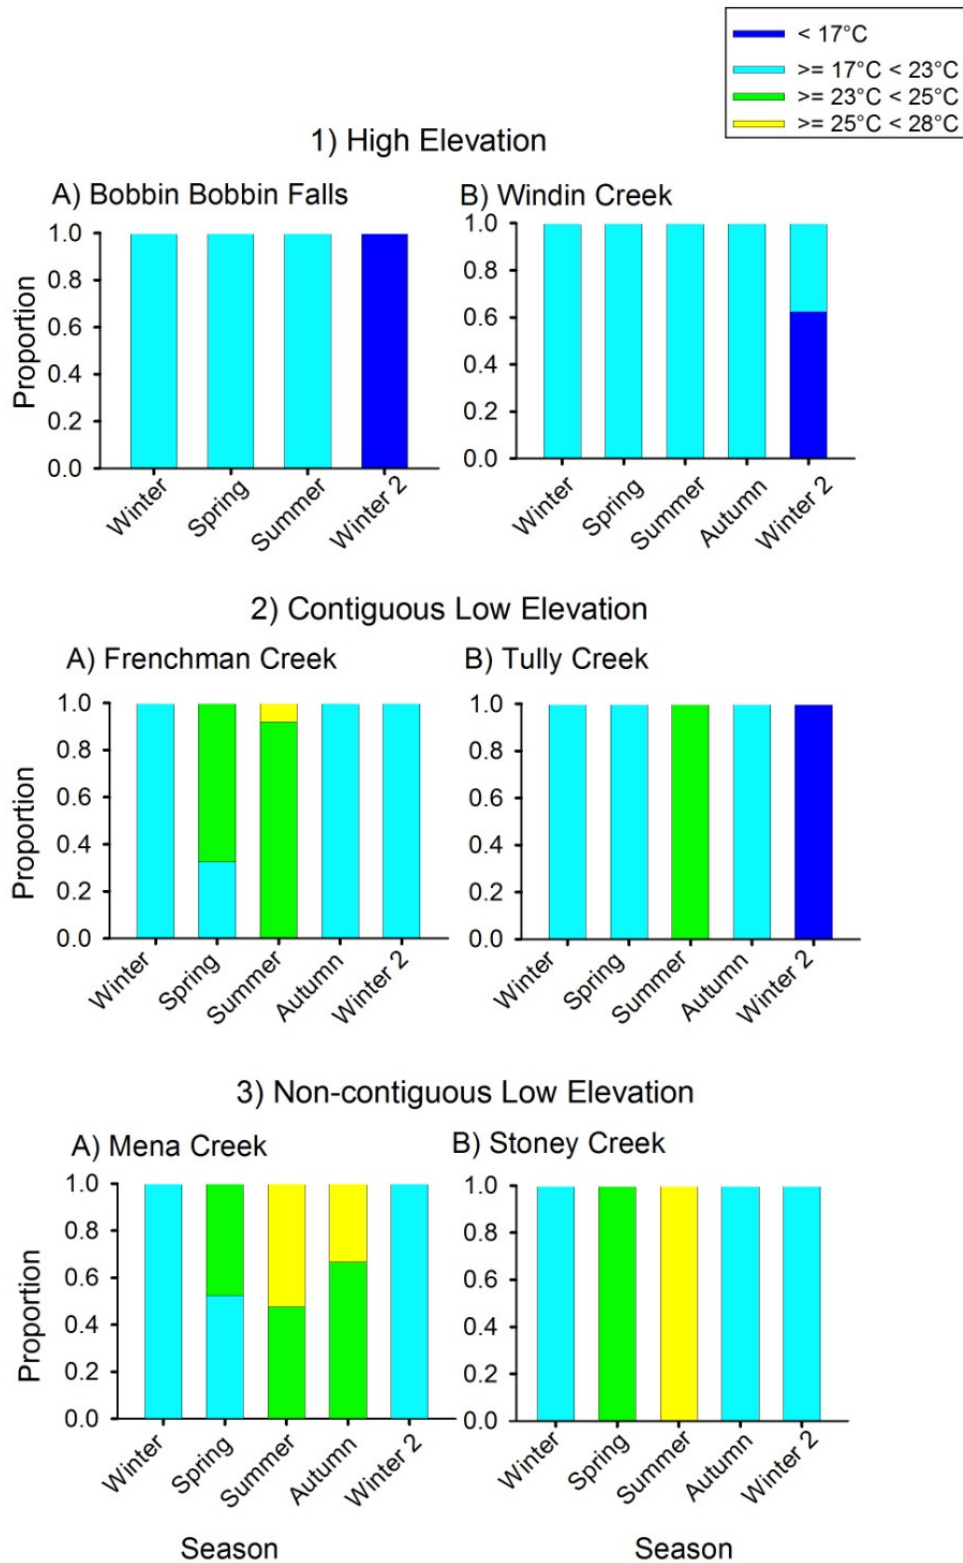 < 17°C
>= 17°C < 23°C
>= 23°C < 25°C
>= 25°C < 28°C
1) High Elevation
A) Bobbin Bobbin Falls
B) Windin Creek
Proportion
1.0
0.8
0.6
0.4
0.2
0.0
Winter
Spring
Summer
Winter 2
1.0
0.8
0.6
0.4
0.2
0.0
Winter
Spring
Summer
Autumn
Winter 2
2) Contiguous Low Elevation
A) Frenchman Creek
B) Tully Creek
Proportion
1.0
0.8
0.6
0.4
0.2
0.0
Winter
Spring
Summer
Autumn
Winter 2
1.0
0.8
0.6
0.4
0.2
0.0
Winter
Spring
Summer
Autumn
Winter 2
3) Non-contiguous Low Elevation
A) Mena Creek
B) Stoney Creek
Proportion
1.0
0.8
0.6
0.4
0.2
0.0
Winter
Spring
Summer
Autumn
Winter 2
1.0
0.8
0.6
0.4
0.2
0.0
Winter
Spring
Summer
Autumn
Winter 2
Season
Season